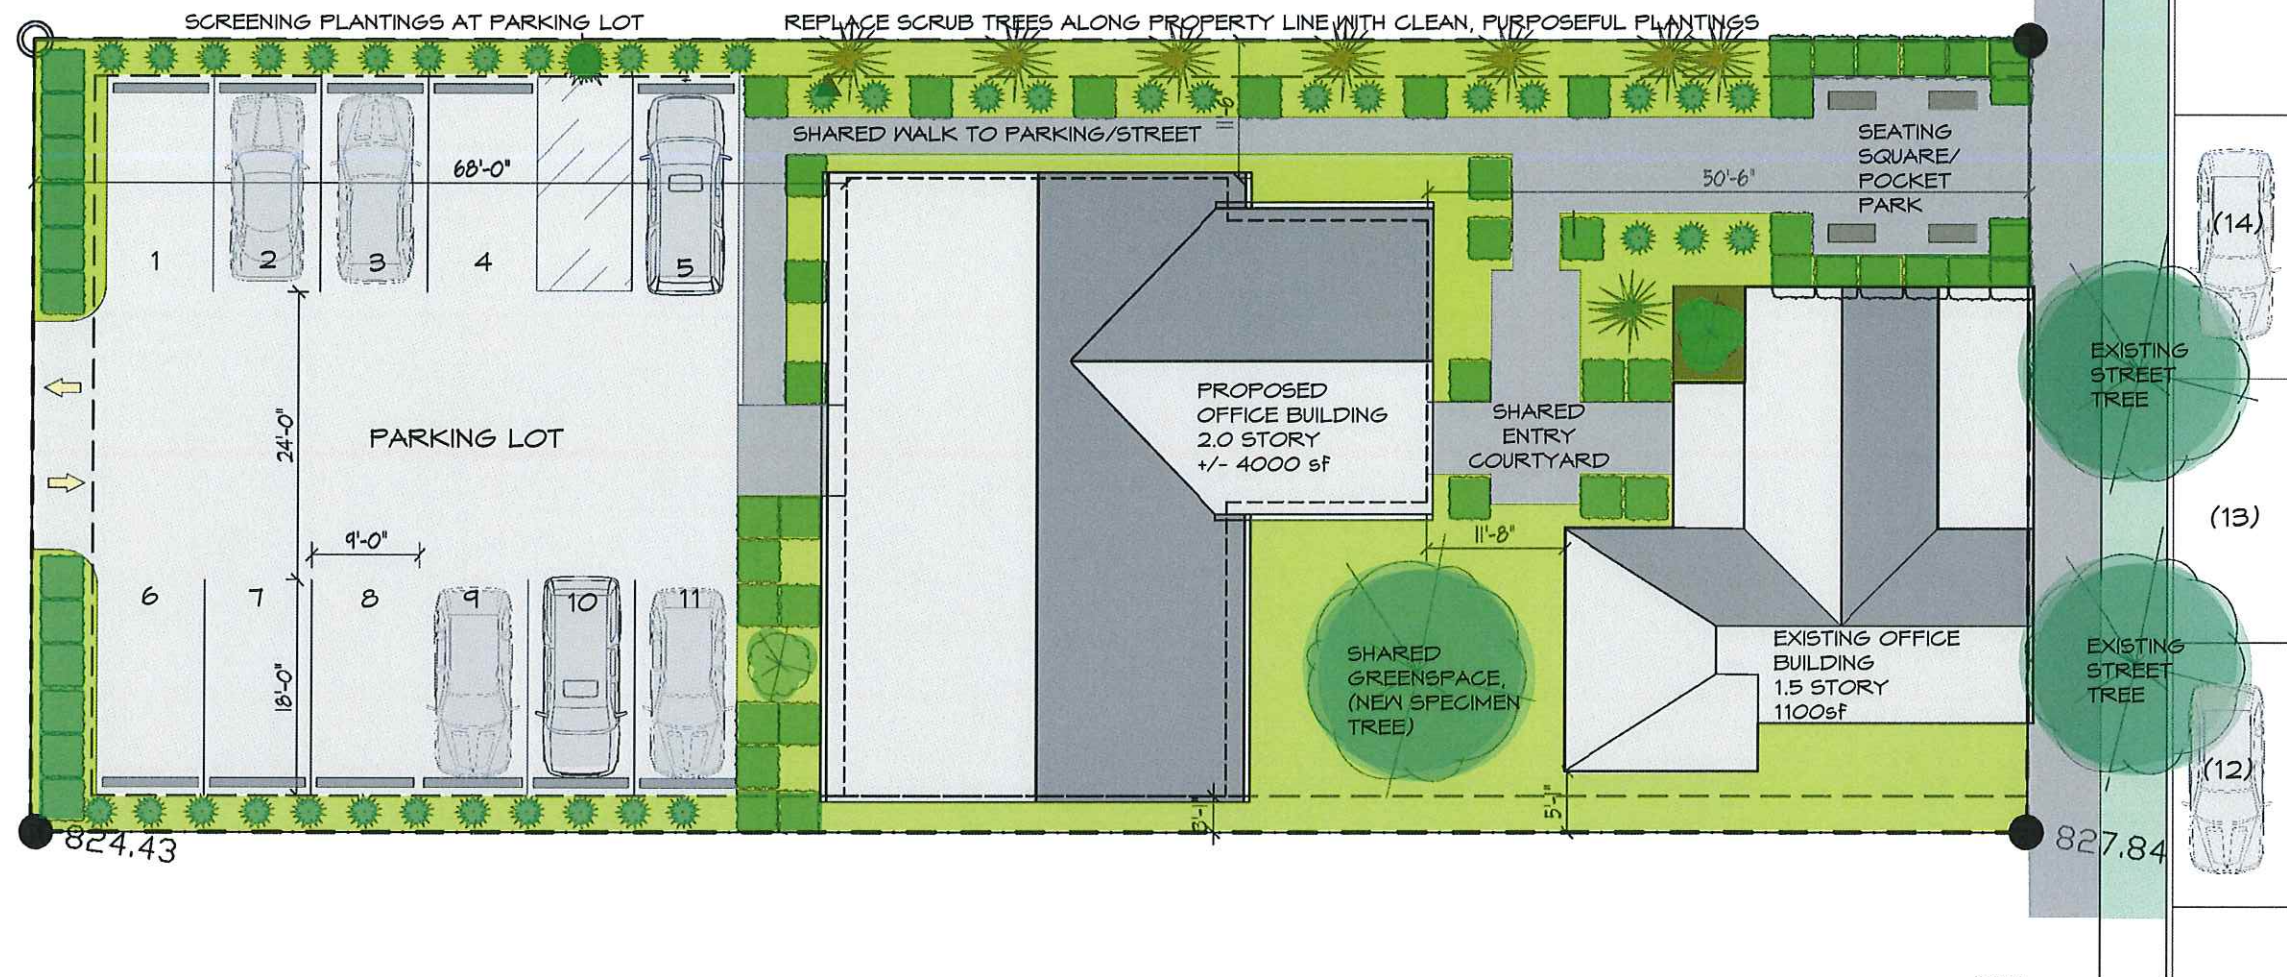 SCREENING PLANTINGS AT PARKING LOT
REPLACE SCRUB TREES ALONG PROPERTY LINE WITH CLEAN, PURPOSEFUL PLANTINGS
11'-6"
SHARED WALK TO PARKING/STREET
SEATING
SQUARE/
POCKET
PARK
68'-0"
50'-6"
(14)
1
2
3
4
5
EXISTING
STREET
TREE
PROPOSED
OFFICE BUILDING
2.0 STORY
+/- 4000 sf
SHARED
ENTRY
COURTYARD
24'-0"
PARKING LOT
(13)
9'-0"
11'-8"
6
7
8
9
10
11
18'-0"
SHARED
GREENSPACE,
(NEW SPECIMEN
TREE)
EXISTING OFFICE
BUILDING
1.5 STORY
1100sf
EXISTING
STREET
TREE
(12)
3'-1"
5'-1"
824.43
827.84